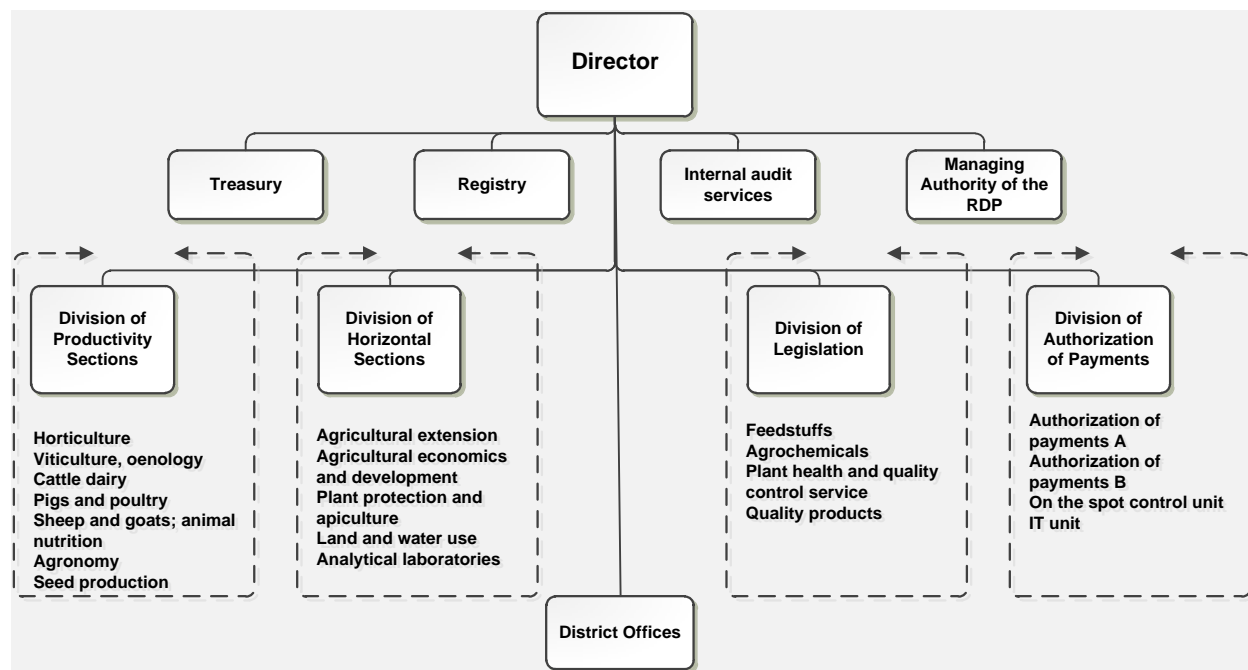 Director
Treasury
Registry
Internal audit
services
Managing
Authority of the
RDP
Division of
Productivity
Sections
Division of
Horizontal
Sections
Division of
Legislation
Division of
Authorization
of Payments
Horticulture
Viticulture, oenology
Cattle dairy
Pigs and poultry
Sheep and goats; animal
nutrition
Agronomy
Seed production
Agricultural extension
Agricultural economics
and development
Plant protection and
apiculture
Land and water use
Analytical laboratories
Feedstuffs
Agrochemicals
Plant health and quality
control service
Quality products
Authorization of
payments A
Authorization of
payments B
On the spot control unit
IT unit
District Offices